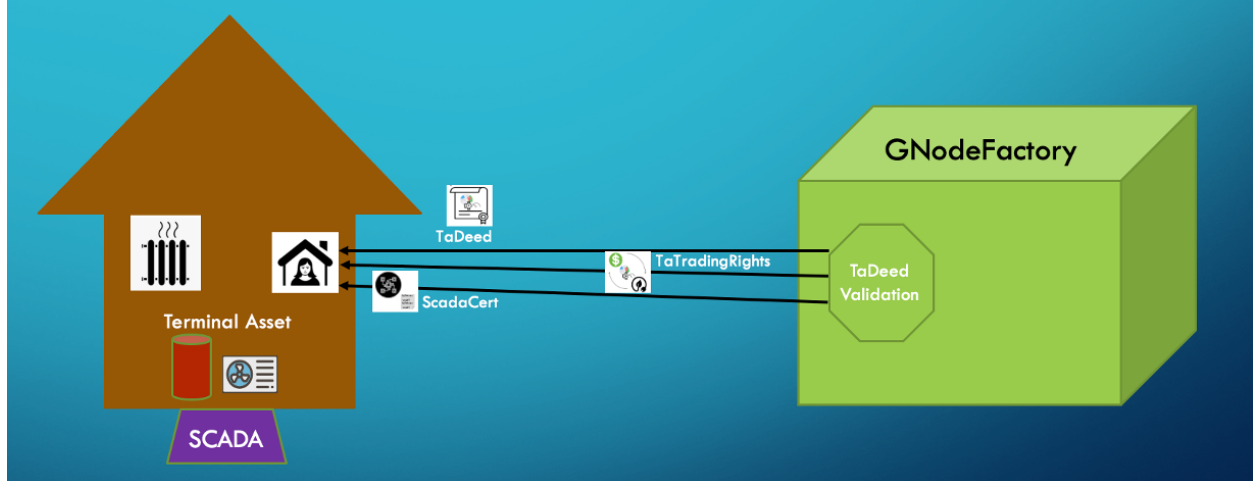 GNodeFactory
TaDeed
TaTradingRights
TaDeed
Validation
ScadaCert
Terminal Asset
SCADA